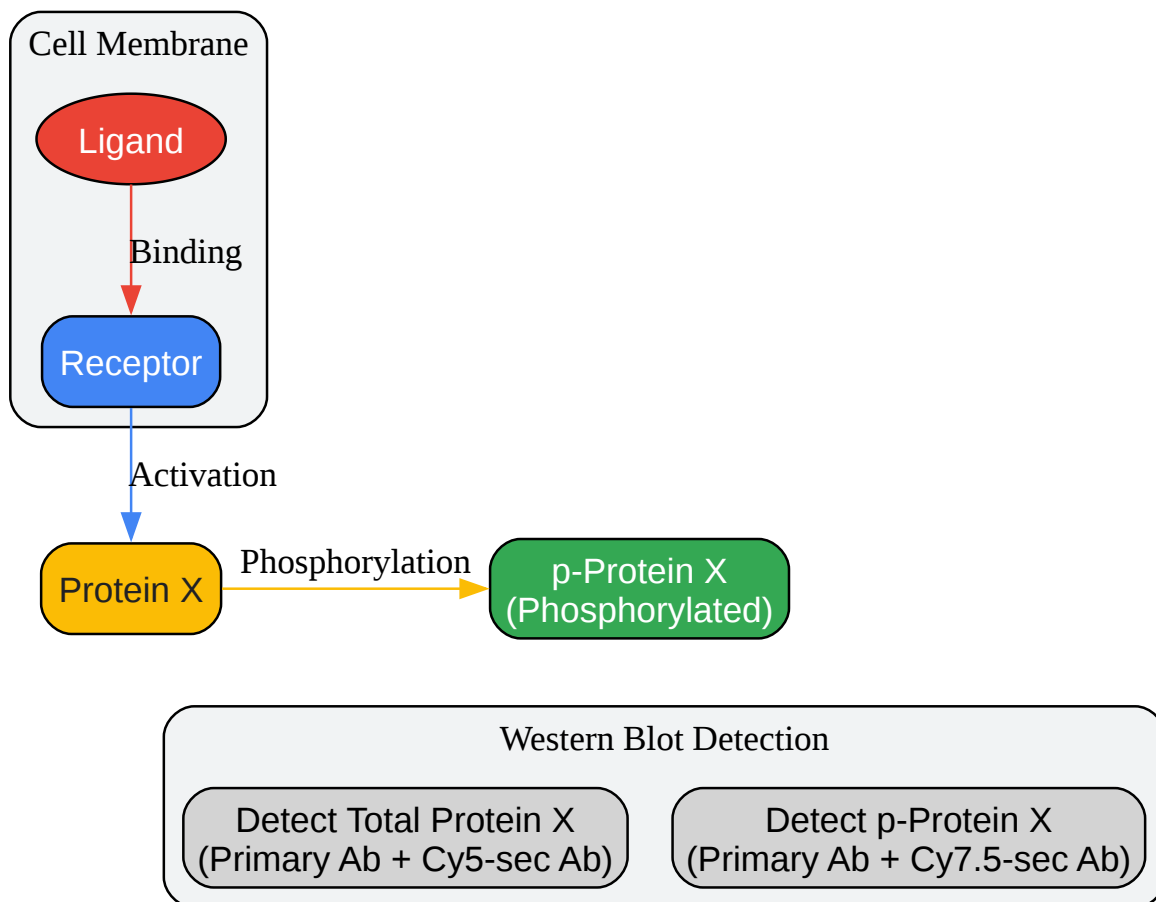 Cell Membrane
Ligand
Binding
Receptor
Activation
Protein X
Phosphorylation
p-Protein X
(Phosphorylated)
Western Blot Detection
Detect Total Protein X
(Primary Ab + Cy5-sec Ab)
Detect p-Protein X
(Primary Ab + Cy7.5-sec Ab)